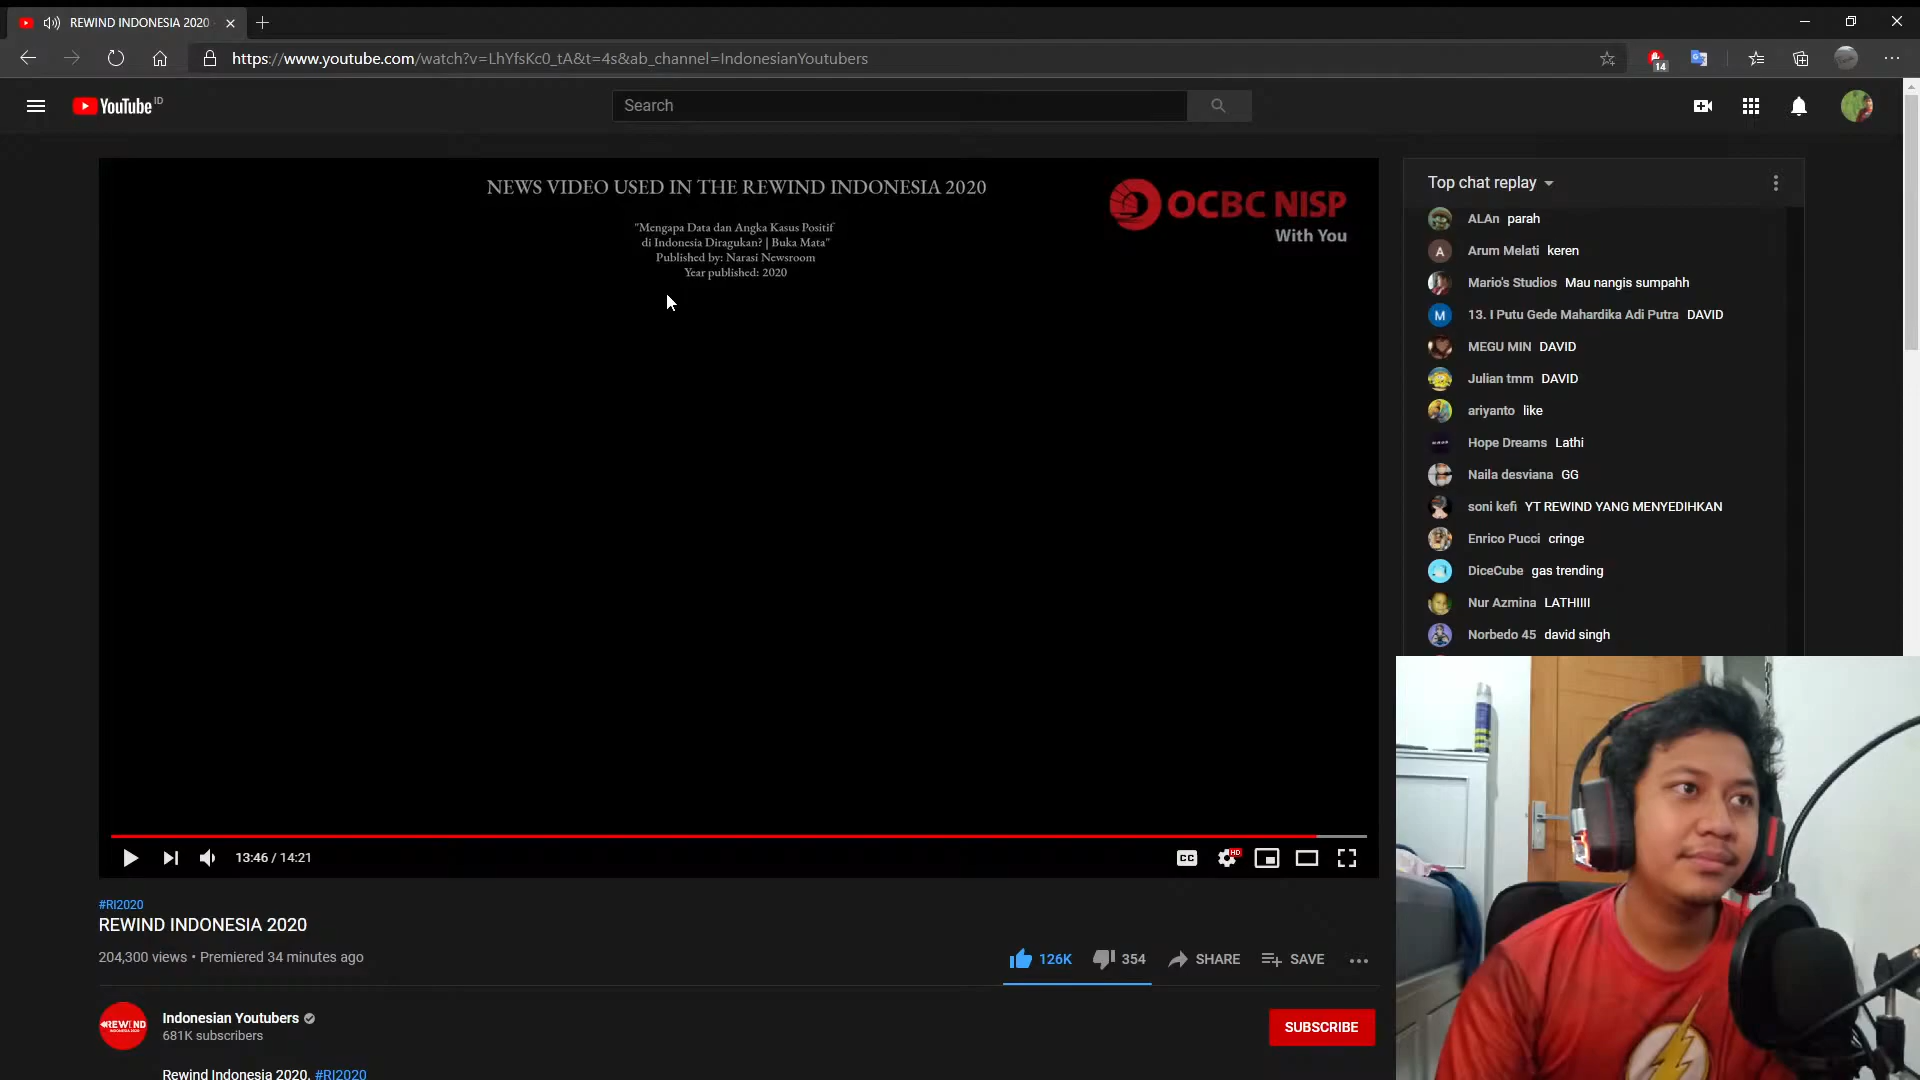 REWIND INDONESIA 2020
https://www.youtube.com/watch?v=LhYfsKc0_tA&t=4s&ab_channel=IndonesianYoutubers
14
YouTube ID
Search
NEWS VIDEO USED IN THE REWIND INDONESIA 2020
"Mengapa Data dan Angka Kasus Positif
di Indonesia Diragukan? | Buka Mata"
Published by: Narasi Newsroom
Year published: 2020
OCBC NISP
With You
13:46 / 14:21
CC
HD
#RI2020
REWIND INDONESIA 2020
204,300 views • Premiered 34 minutes ago
126K
354
SHARE
SAVE
REWIND
Indonesian Youtubers
681K subscribers
SUBSCRIBE
Rewind Indonesia 2020, #RI2020
Top chat replay
ALAn parah
A
Arum Melati keren
Mario's Studios Mau nangis sumpahh
M
13. I Putu Gede Mahardika Adi Putra DAVID
MEGU MIN DAVID
Julian tmm DAVID
ariyanto like
Hope Dreams Lathi
Naila desviana GG
soni kefi YT REWIND YANG MENYEDIHKAN
Enrico Pucci cringe
DiceCube gas trending
Nur Azmina LATHIIII
Norbedo 45 david singh